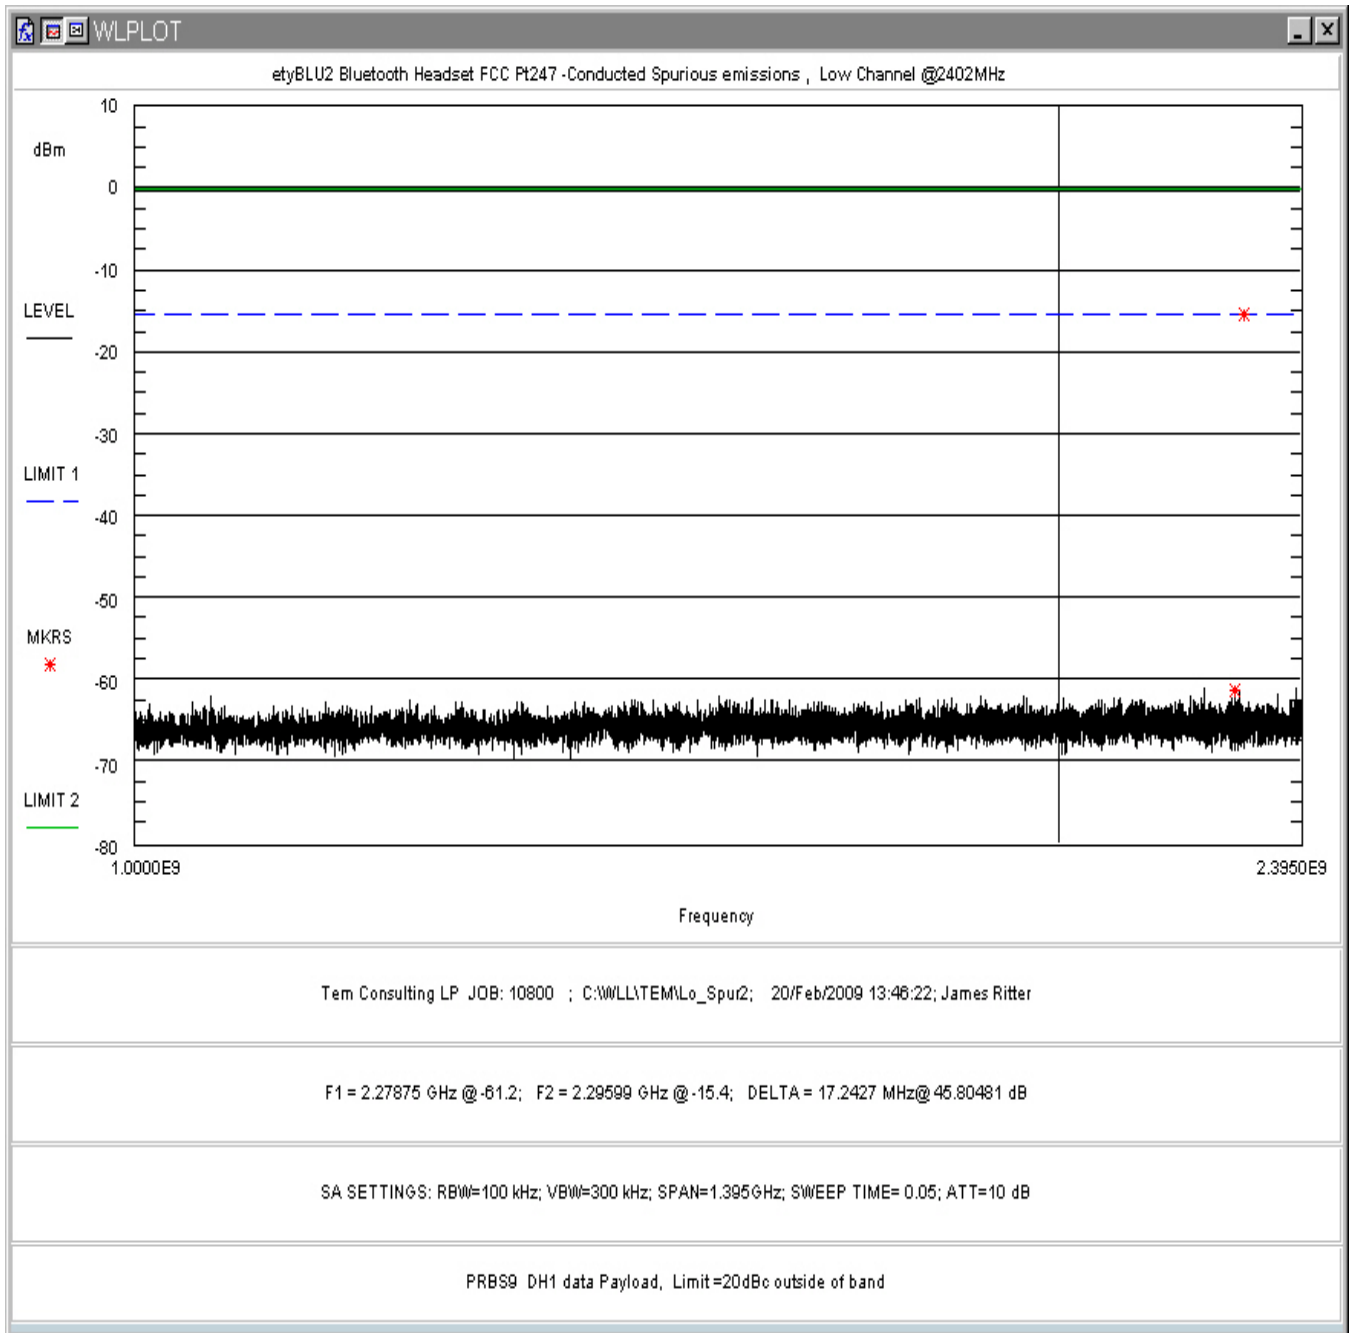 WLPLOT
etyBLU2 Bluetooth Headset FCC Pt247 -Conducted Spurious emissions , Low Channel @2402MHz
10
dBm
0
-10
LEVEL
-20
-30
LIMIT 1
-40
-50
MKRS
-60
-70
LIMIT 2
-80
1.0000E9 2.3950E9
Frequency
Tem Consulting LP JOB: 10800 ; C:\WLL\TEM\Lo_Spur2; 20/Feb/2009 13:46:22; James Ritter
F1 = 2.27875 GHz @ -61.2; F2 = 2.29599 GHz @ -15.4; DELTA = 17.2427 MHz@ 45.80481 dB
SA SETTINGS: RBW=100 kHz; VBW=300 kHz; SPAN=1.395GHz; SWEEP TIME= 0.05; ATT=10 dB
PRBS9 DH1 data Payload, Limit =20dBc outside of band